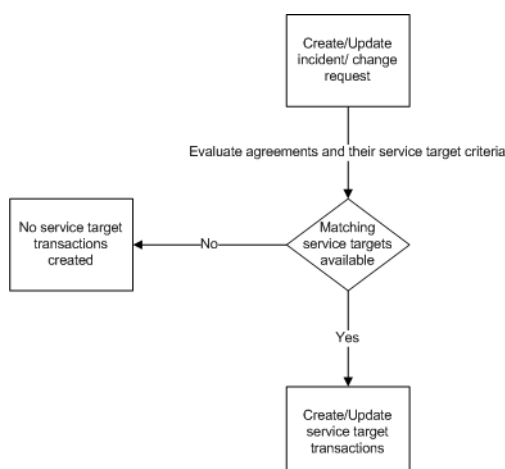 Create/Update
incident/ change
request
Evaluate agreements and their service target criteria
No service target
transactions
created
No
Matching
service targets
available
Yes
Create/Update
service target
transactions